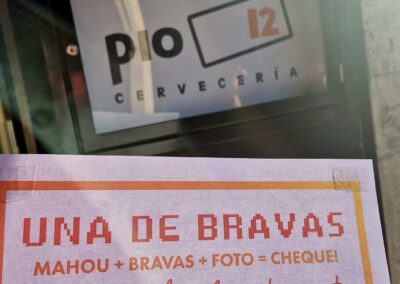 pio 12
CERVECERÍA
UNA DE BRAVAS
MAHOU + BRAVAS + FOTO = CHEQUE!